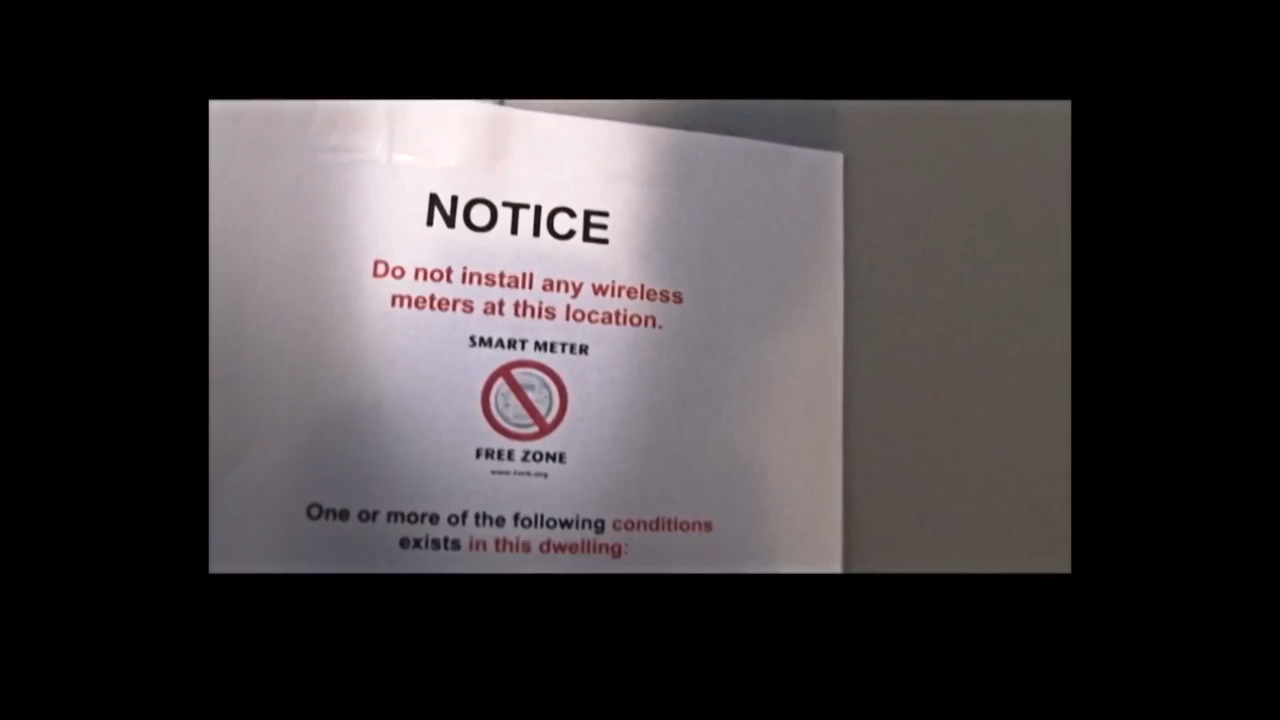 NOTICE
Do not install any wireless
meters at this location.
SMART METER
FREE ZONE
One or more of the following conditions
exists in this dwelling: